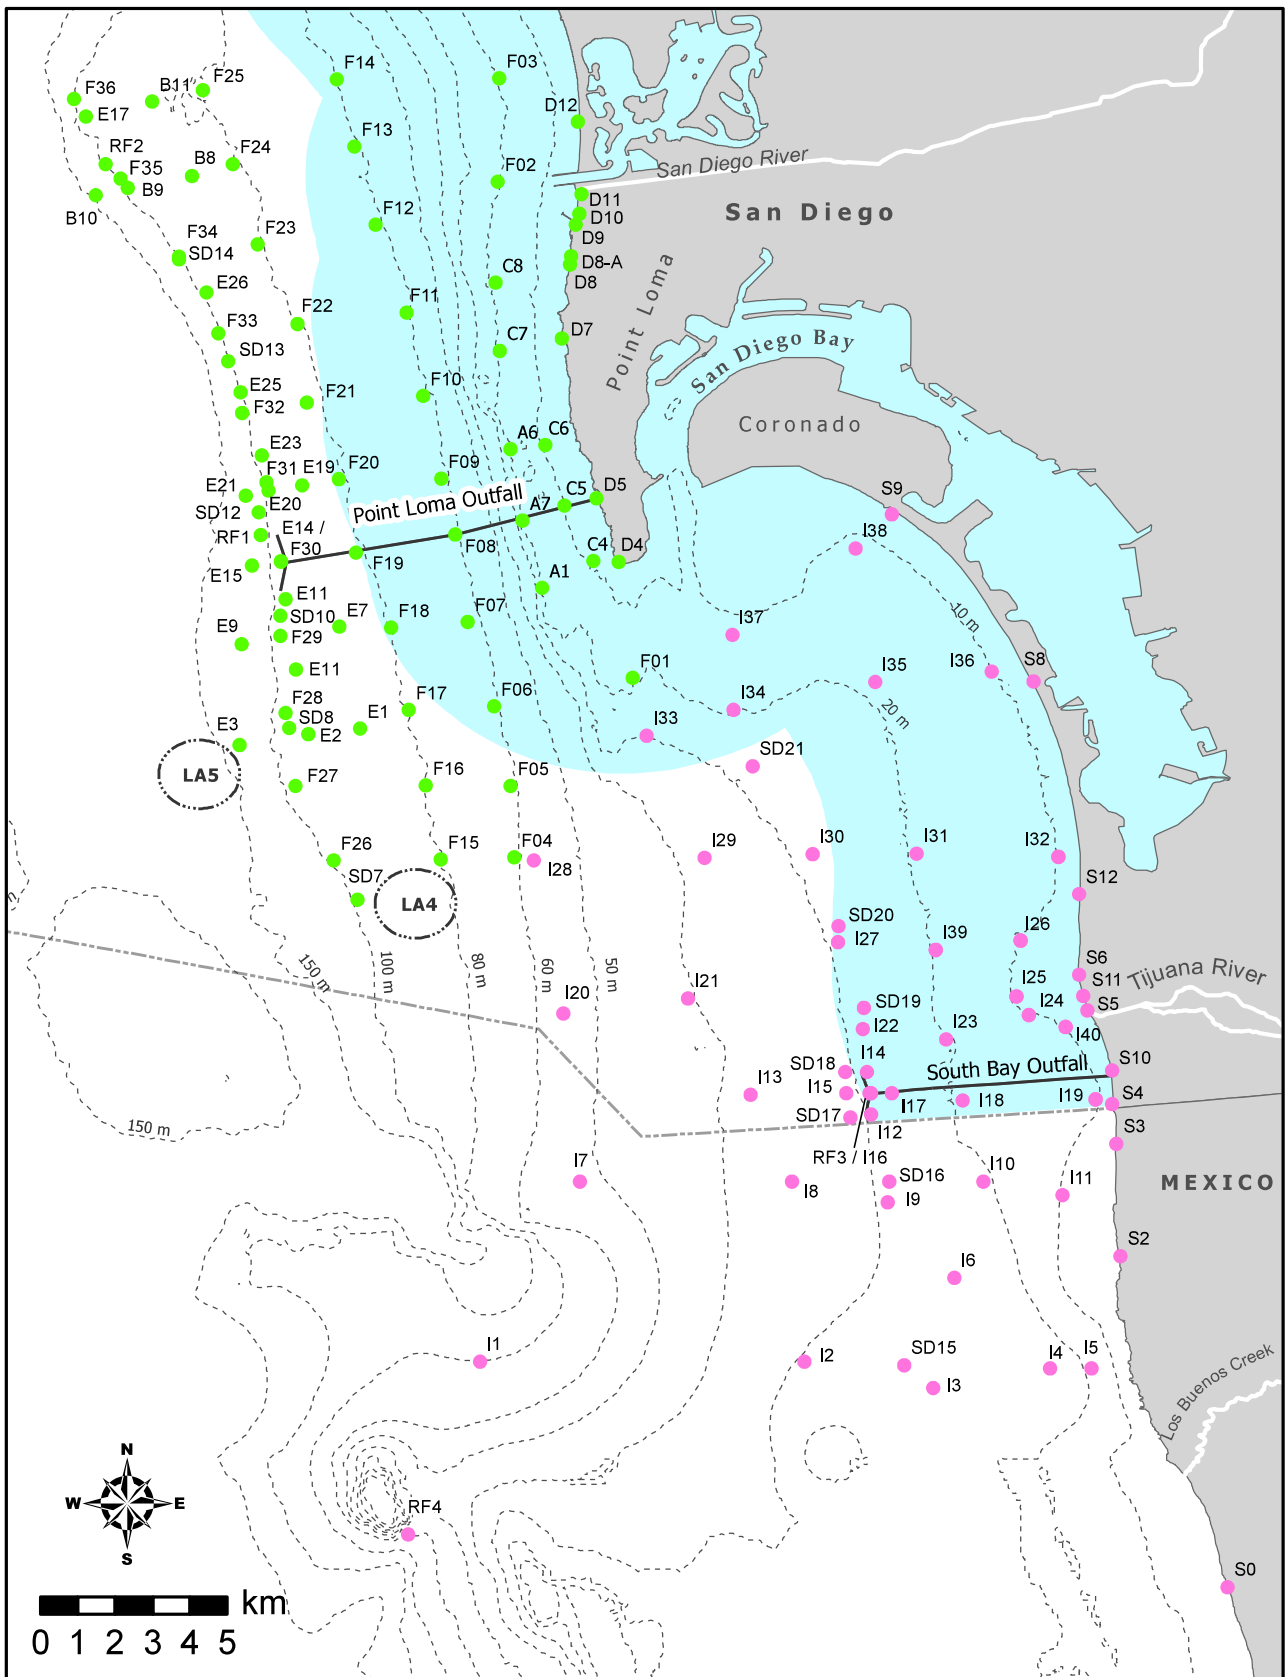 F14
F03
F25
B11
F36
E17
D12
F13
RF2
F35
B8
F24
F02
San Diego River
B9
B10
D11
San Diego
D10
F12
D9
F34
F23
SD14
D8-A
D8
C8
E26
Point Loma
F11
F22
F33
D7
C7
San Diego Bay
SD13
E25
F10
F21
F32
Coronado
A6
C6
E23
F31
E19
F20
F09
E21
E20
Point Loma Outfall
C5
D5
A7
S9
SD12
E14 /
RF1
I38
F30
F08
C4
D4
F19
E15
A1
E11
SD10
E7
F18
F07
10 m
E9
F29
I37
E11
F01
I35
I36
S8
F28
F17
F06
I34
20 m
SD8
E1
I33
E3
E2
SD21
LA5
F27
F16
F05
F26
F15
F04
I28
I29
I30
I31
I32
SD7
S12
LA4
SD20
I26
I27
I39
150 m
100 m
80 m
60 m
50 m
S6
Tijuana River
I25
S11
I20
I21
SD19
I24
S5
I22
I23
I40
SD18
I14
South Bay Outfall
S10
I13
I15
I17
I18
I19
S4
SD17
I12
150 m
S3
RF3 / I16
I7
I8
SD16
I10
I11
MEXICO
I9
S2
I6
I1
I2
SD15
I4
I5
I3
Los Buenos Creek
N
W
E
S
RF4
S0
km
0 1 2 3 4 5